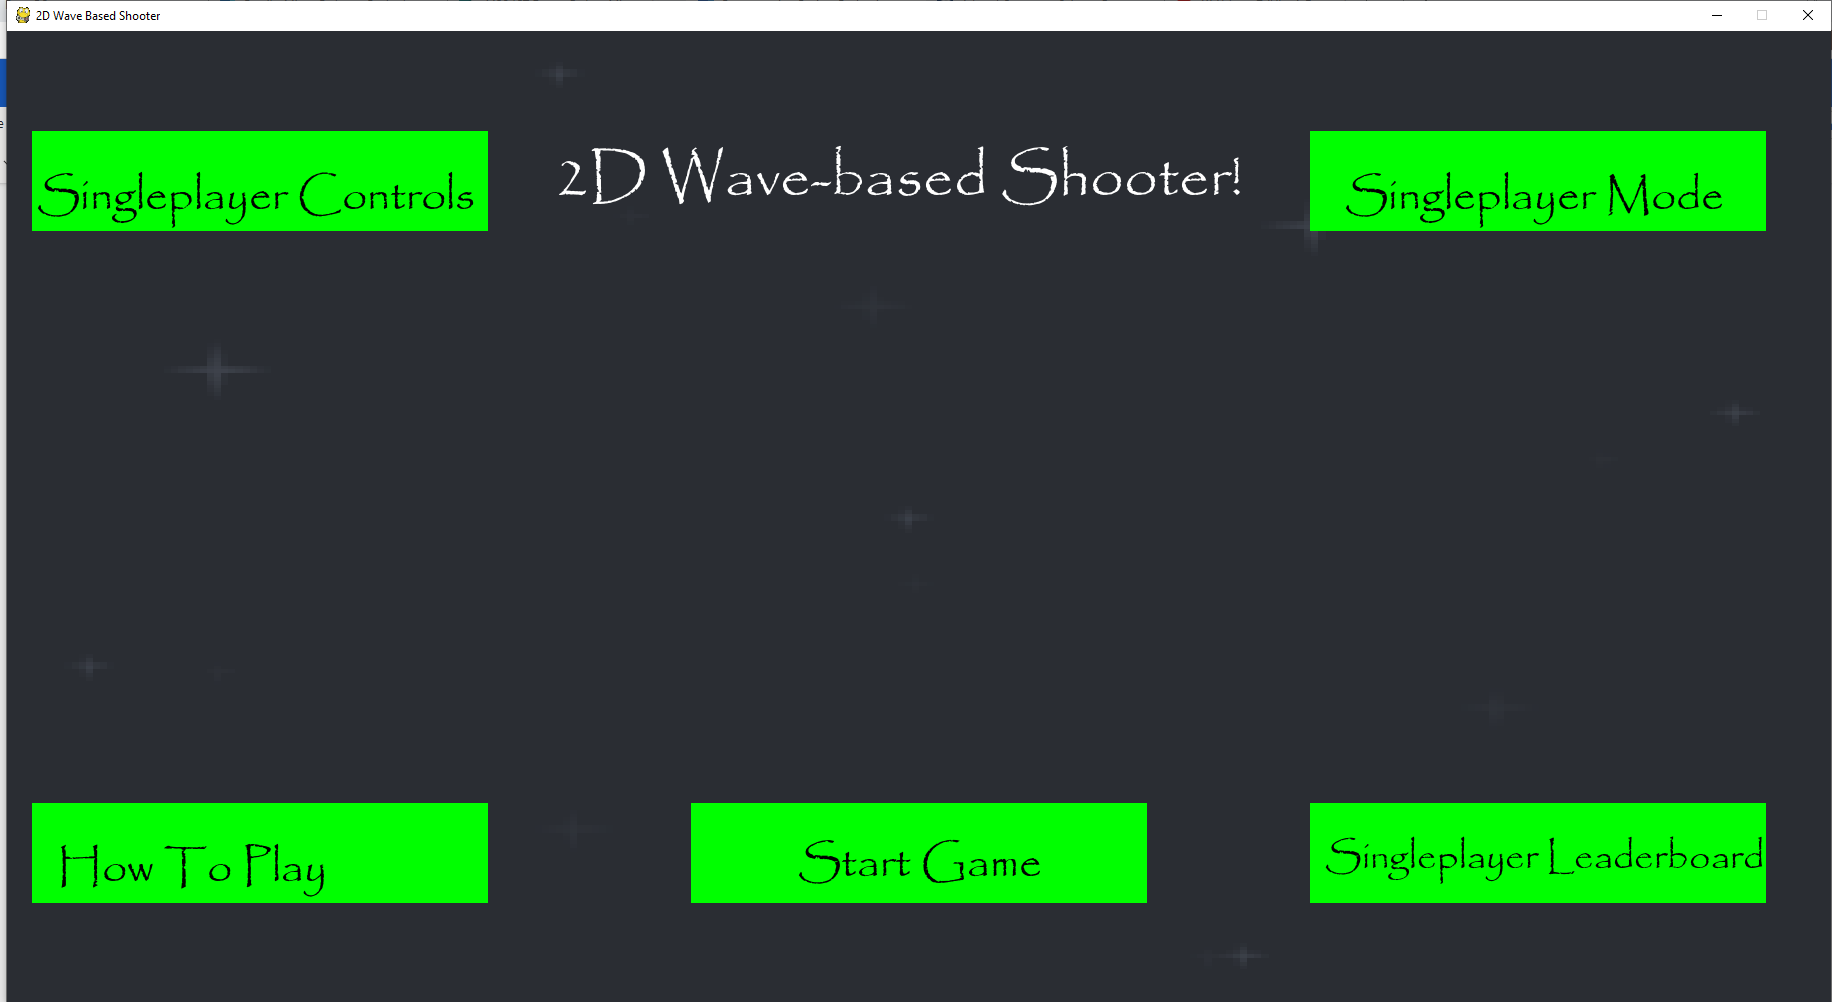 2D Wave Based Shooter
Singleplayer Controls
2D Wave-based Shooter!
Singleplayer Mode
How To Play
Start Game
Singleplayer Leaderboard